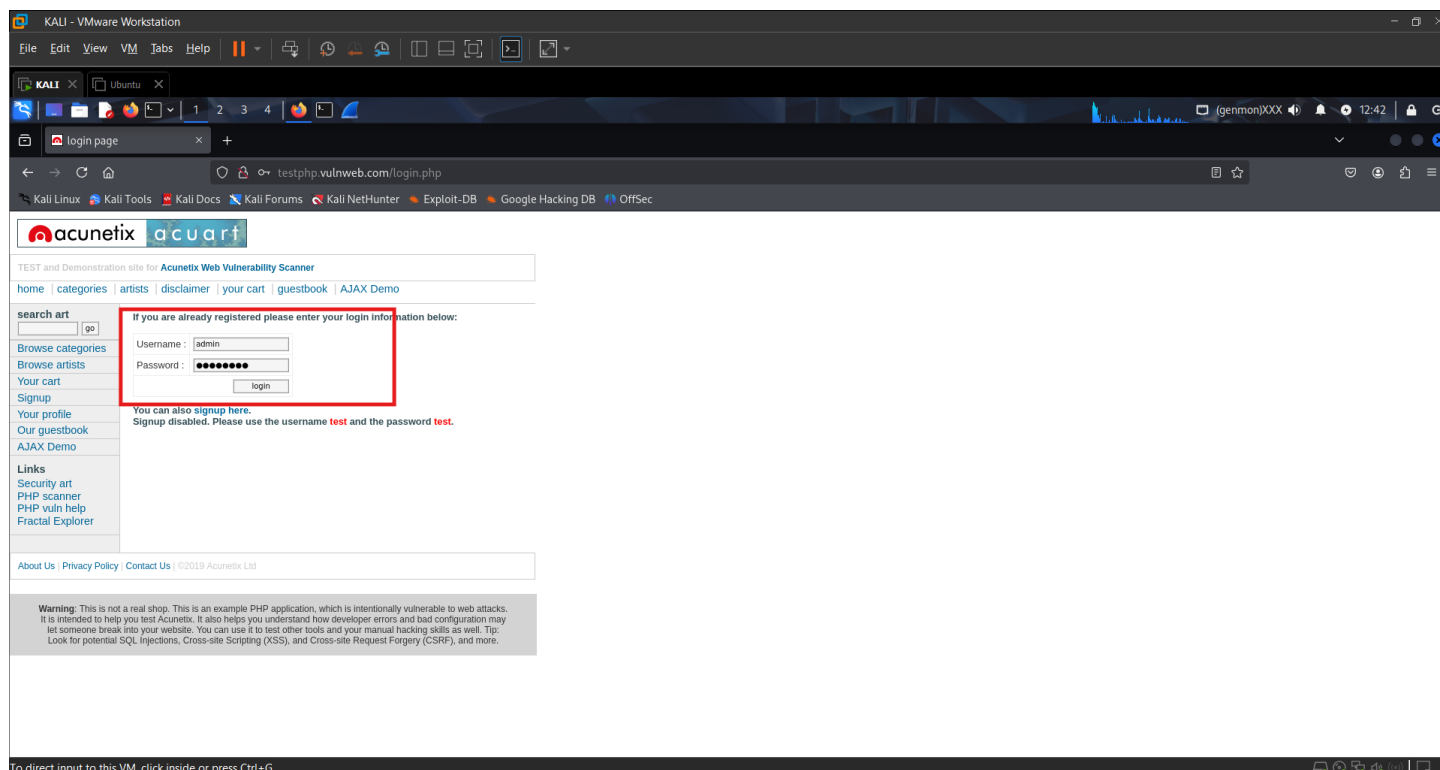 KALI - VMware Workstation
File Edit View VM Tabs Help
KALI Ubuntu
1 2 3 4 (genmon)XXX 12:42
login page
testphp.vulnweb.com/login.php
Kali Linux Kali Tools Kali Docs Kali Forums Kali NetHunter Exploit-DB Google Hacking DB OffSec
acunetix acuart
TEST and Demonstration site for Acunetix Web Vulnerability Scanner
home | categories | artists | disclaimer | your cart | guestbook | AJAX Demo
search art
go
Browse categories
Browse artists
Your cart
Signup
Your profile
Our guestbook
AJAX Demo
Links
Security art
PHP scanner
PHP vuln help
Fractal Explorer
If you are already registered please enter your login information below:
Username : admin
Password : ●●●●●●●●
login
You can also signup here.
Signup disabled. Please use the username test and the password test.
About Us | Privacy Policy | Contact Us | ©2019 Acunetix Ltd
Warning: This is not a real shop. This is an example PHP application, which is intentionally vulnerable to web attacks.
It is intended to help you test Acunetix. It also helps you understand how developer errors and bad configuration may
let someone break into your website. You can use it to test other tools and your manual hacking skills as well. Tip:
Look for potential SQL Injections, Cross-site Scripting (XSS), and Cross-site Request Forgery (CSRF), and more.
To direct input to this VM, click inside or press Ctrl+G.